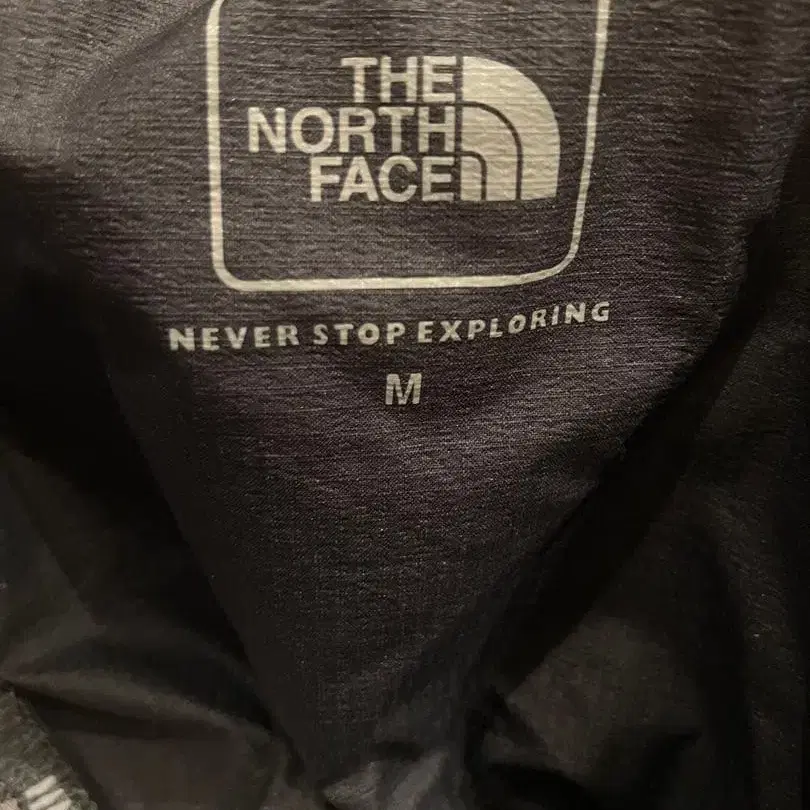 THE
NORTH
FACE
NEVER STOP EXPLORING
M